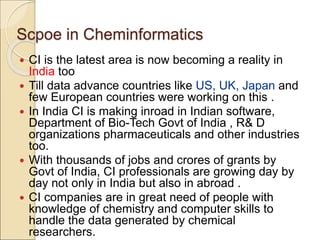 Scpoe in Cheminformatics
• CI is the latest area is now becoming a reality in
India too
• Till data advance countries like US, UK, Japan and
few European countries were working on this .
• In India CI is making inroad in Indian software,
Department of Bio-Tech Govt of India , R& D
organizations pharmaceuticals and other industries
too.
• With thousands of jobs and crores of grants by
Govt of India, CI professionals are growing day by
day not only in India but also in abroad .
• CI companies are in great need of people with
knowledge of chemistry and computer skills to
handle the data generated by chemical
researchers.